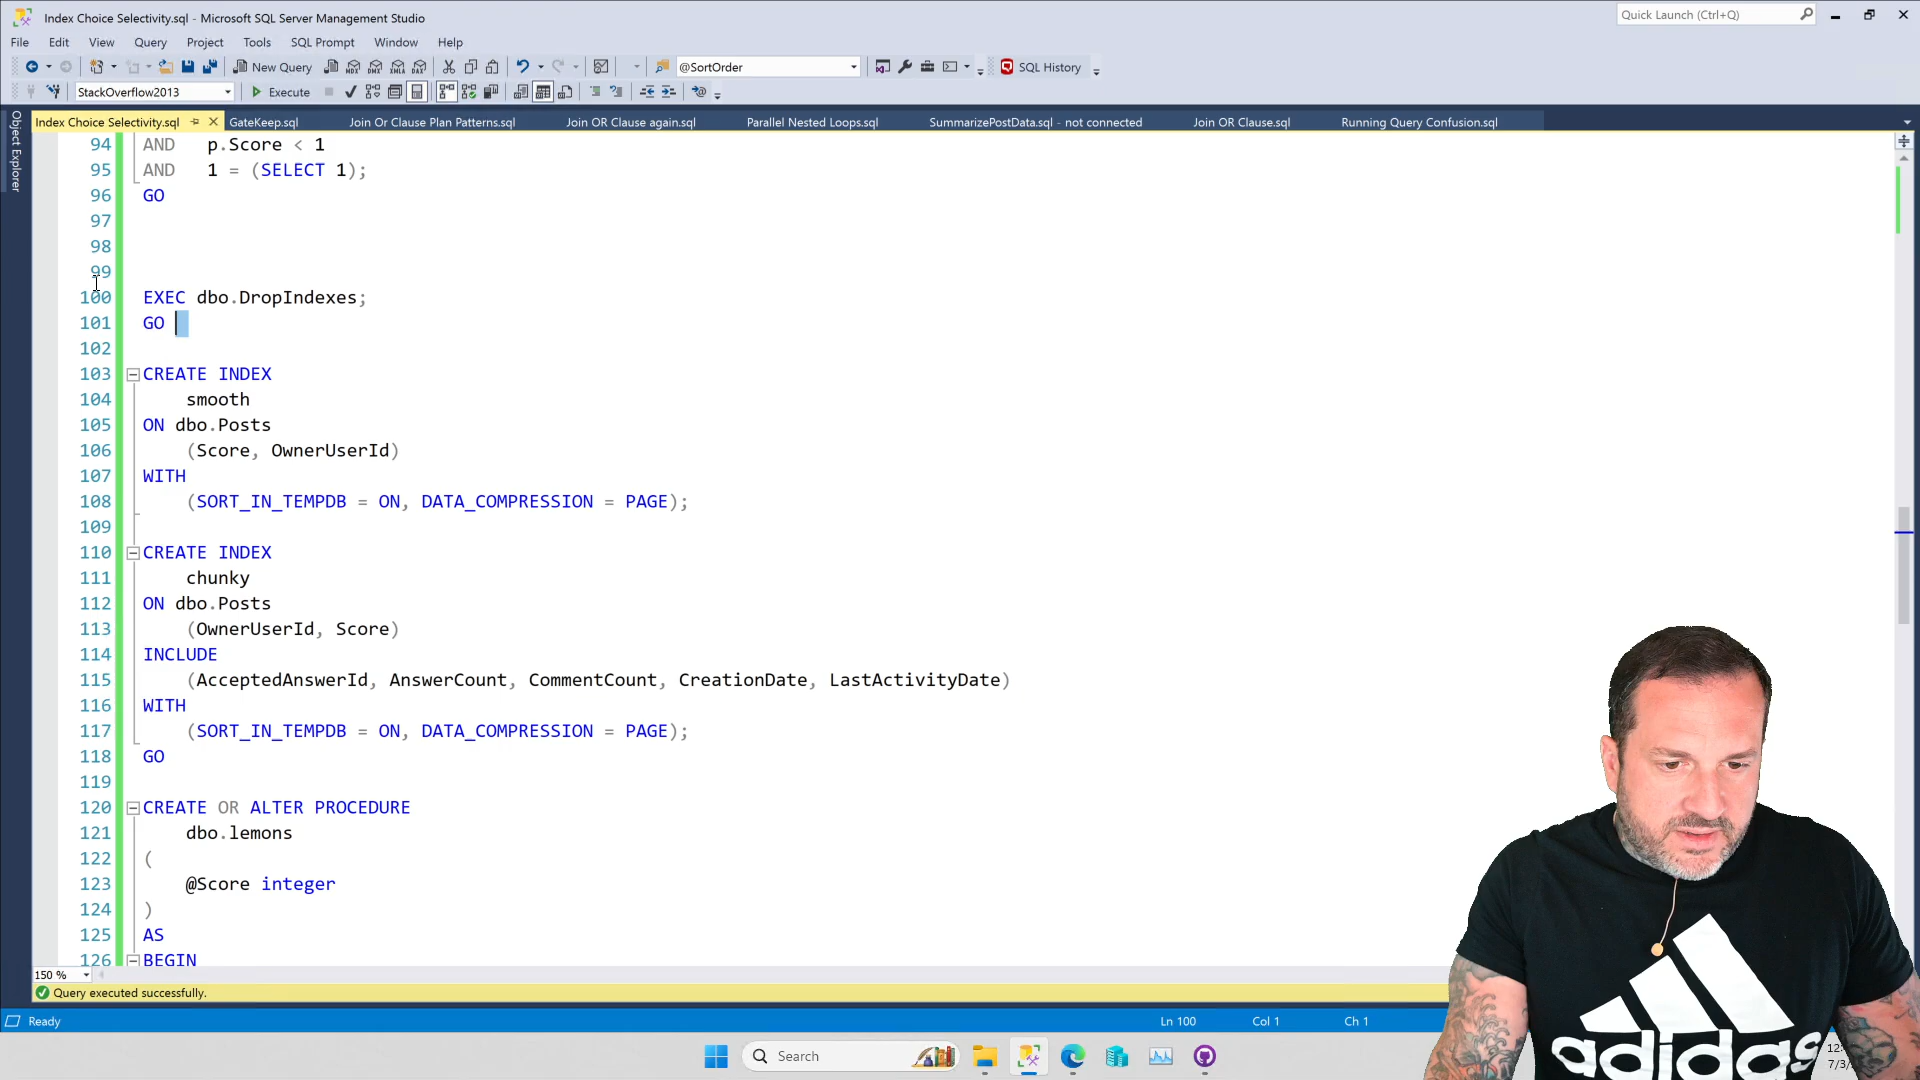 Index Choice Selectivity.sql - Microsoft SQL Server Management Studio
Quick Launch (Ctrl+Q)
File Edit View Query Project Tools SQL Prompt Window Help
New Query MDX DMX XMLA DAX @SortOrder SQL History
StackOverflow2013 Execute
Index Choice Selectivity.sql GateKeep.sql Join Or Clause Plan Patterns.sql Join OR Clause again.sql Parallel Nested Loops.sql SummarizePostData.sql - not connected Join OR Clause.sql Running Query Confusion.sql
Object Explorer
94 AND p.Score < 1
95 AND 1 = (SELECT 1);
96 GO
97
98
99
100 EXEC dbo.DropIndexes;
101 GO
102
103 CREATE INDEX
104 smooth
105 ON dbo.Posts
106 (Score, OwnerUserId)
107 WITH
108 (SORT_IN_TEMPDB = ON, DATA_COMPRESSION = PAGE);
109
110 CREATE INDEX
111 chunky
112 ON dbo.Posts
113 (OwnerUserId, Score)
114 INCLUDE
115 (AcceptedAnswerId, AnswerCount, CommentCount, CreationDate, LastActivityDate)
116 WITH
117 (SORT_IN_TEMPDB = ON, DATA_COMPRESSION = PAGE);
118 GO
119
120 CREATE OR ALTER PROCEDURE
121 dbo.lemons
122 (
123 @Score integer
124 )
125 AS
126 BEGIN
150 %
Query executed successfully.
Ready Ln 100 Col 1 Ch 1
Search
adidas